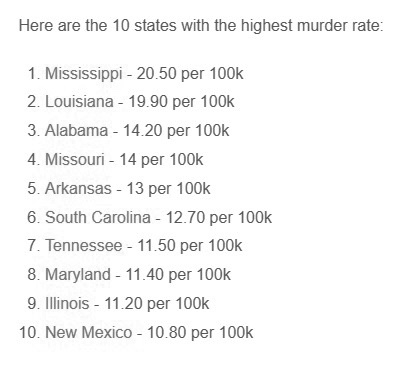 Here are the 10 states with the highest murder rate:
1. Mississippi - 20.50 per 100k
2. Louisiana - 19.90 per 100k
3. Alabama - 14.20 per 100k
4. Missouri - 14 per 100k
5. Arkansas - 13 per 100k
6. South Carolina - 12.70 per 100k
7. Tennessee - 11.50 per 100k
8. Maryland - 11.40 per 100k
9. Illinois - 11.20 per 100k
10. New Mexico - 10.80 per 100k